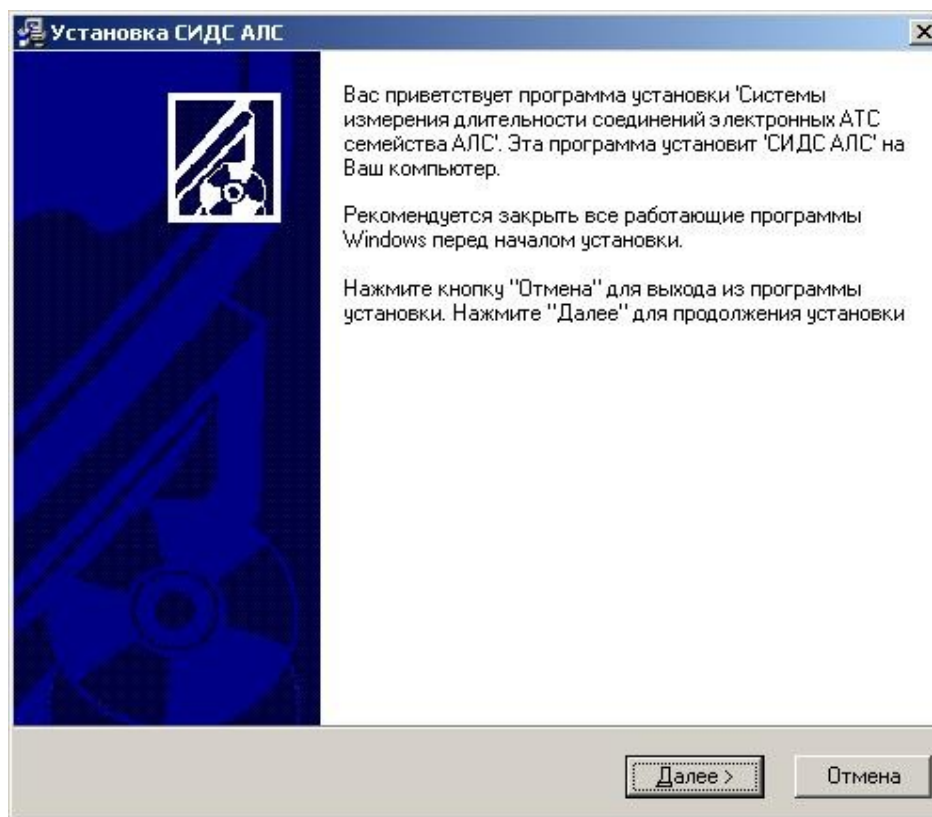 Установка СИДС АЛС
Вас приветствует программа установки 'Системы
измерения длительности соединений электронных АТС
семейства АЛС'. Эта программа установит 'СИДС АЛС' на
Ваш компьютер.
Рекомендуется закрыть все работающие программы
Windows перед началом установки.
Нажмите кнопку "Отмена" для выхода из программы
установки. Нажмите "Далее" для продолжения установки
Далее >
Отмена